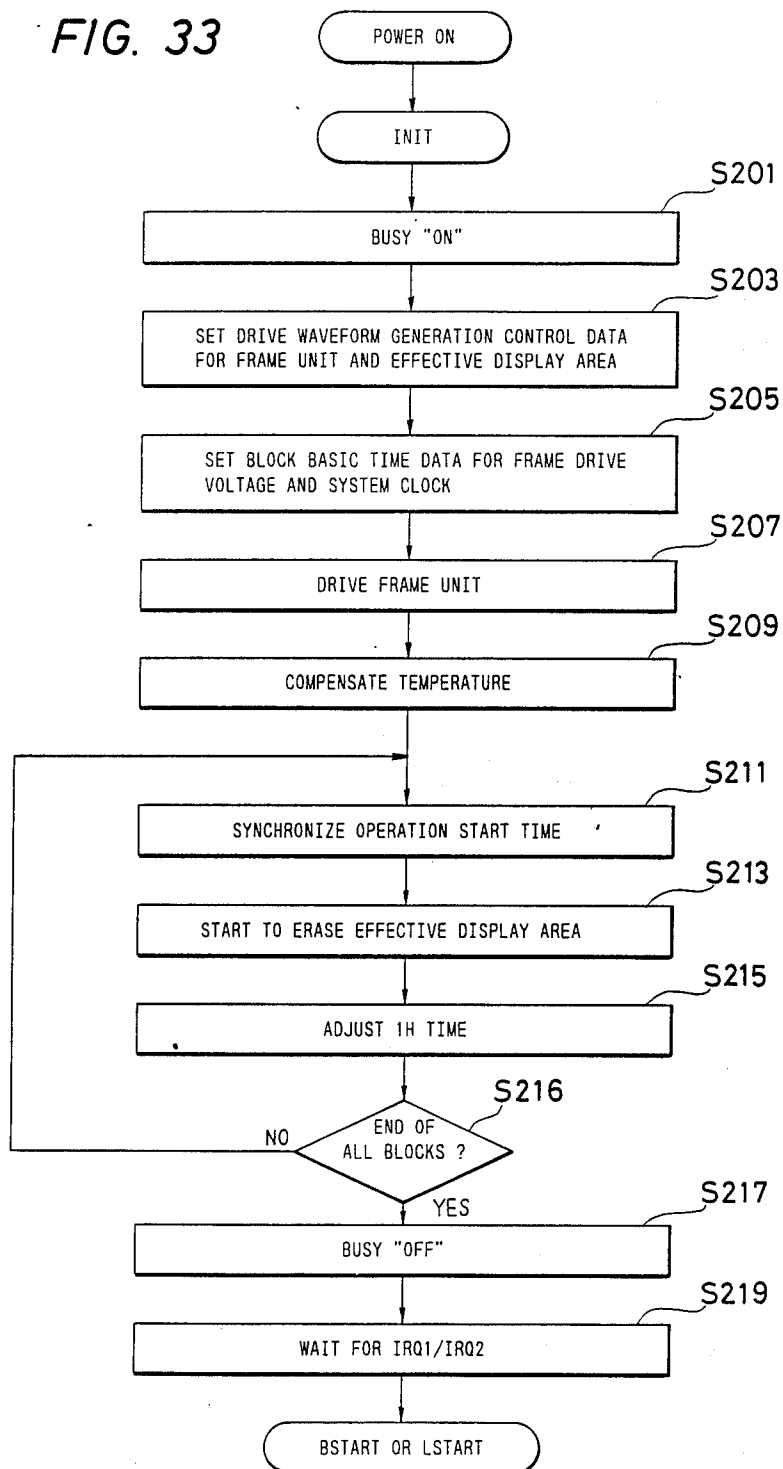 FIG. 33
POWER ON
INIT
S201
BUSY "ON"
S203
SET DRIVE WAVEFORM GENERATION CONTROL DATA
FOR FRAME UNIT AND EFFECTIVE DISPLAY AREA
S205
SET BLOCK BASIC TIME DATA FOR FRAME DRIVE
VOLTAGE AND SYSTEM CLOCK
S207
DRIVE FRAME UNIT
S209
COMPENSATE TEMPERATURE
S211
SYNCHRONIZE OPERATION START TIME
S213
START TO ERASE EFFECTIVE DISPLAY AREA
S215
ADJUST 1H TIME
S216
END OF
ALL BLOCKS ?
NO
YES
S217
BUSY "OFF"
S219
WAIT FOR IRQ1/IRQ2
BSTART OR LSTART